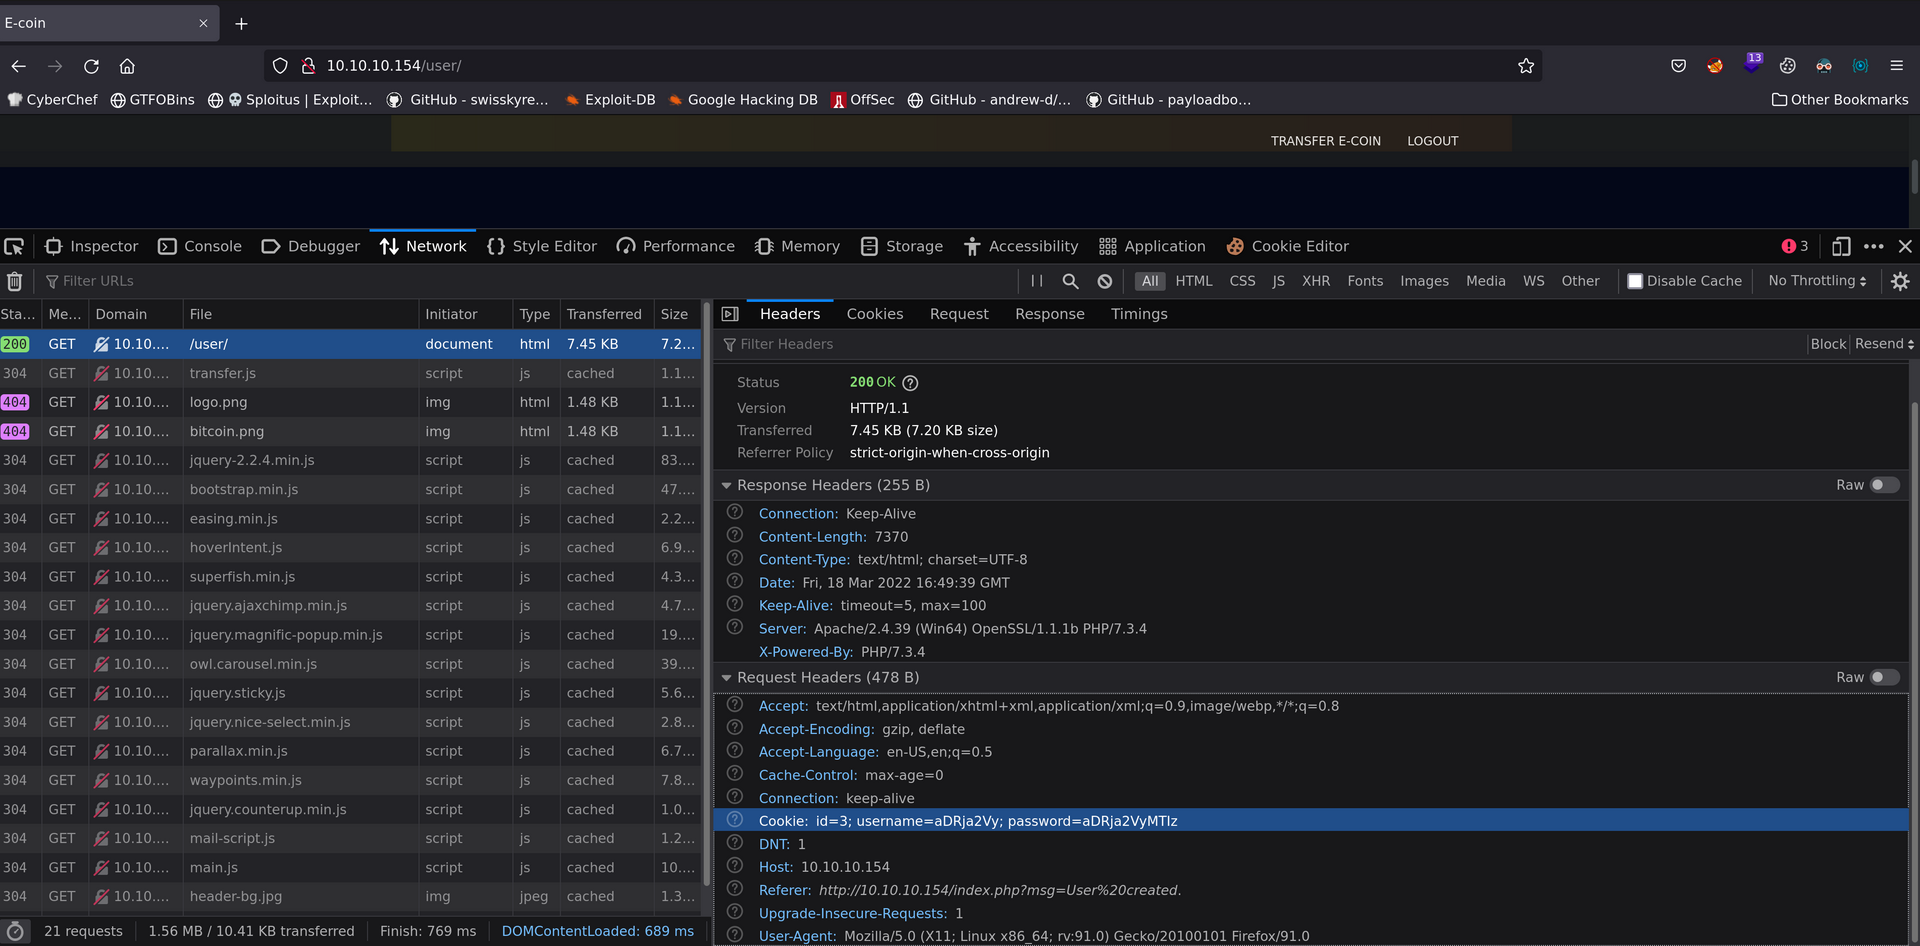 E-coin
10.10.10.154/user/
13
CyberChef GTFOBins Sploitus | Exploit... GitHub - swisskyre... Exploit-DB Google Hacking DB OffSec GitHub - andrew-d/... GitHub - payloadbo... Other Bookmarks
TRANSFER E-COIN LOGOUT
Inspector Console Debugger Network Style Editor Performance Memory Storage Accessibility Application Cookie Editor 3
Filter URLs All HTML CSS JS XHR Fonts Images Media WS Other Disable Cache No Throttling
Sta... Me... Domain File Initiator Type Transferred Size
200 GET 10.10.... /user/ document html 7.45 KB 7.2...
304 GET 10.10.... transfer.js script js cached 1.1...
404 GET 10.10.... logo.png img html 1.48 KB 1.1...
404 GET 10.10.... bitcoin.png img html 1.48 KB 1.1...
304 GET 10.10.... jquery-2.2.4.min.js script js cached 83....
304 GET 10.10.... bootstrap.min.js script js cached 47....
304 GET 10.10.... easing.min.js script js cached 2.2...
304 GET 10.10.... hoverIntent.js script js cached 6.9...
304 GET 10.10.... superfish.min.js script js cached 4.3...
304 GET 10.10.... jquery.ajaxchimp.min.js script js cached 4.7...
304 GET 10.10.... jquery.magnific-popup.min.js script js cached 19....
304 GET 10.10.... owl.carousel.min.js script js cached 39....
304 GET 10.10.... jquery.sticky.js script js cached 5.6...
304 GET 10.10.... jquery.nice-select.min.js script js cached 2.8...
304 GET 10.10.... parallax.min.js script js cached 6.7...
304 GET 10.10.... waypoints.min.js script js cached 7.8...
304 GET 10.10.... jquery.counterup.min.js script js cached 1.0...
304 GET 10.10.... mail-script.js script js cached 1.2...
304 GET 10.10.... main.js script js cached 10....
304 GET 10.10.... header-bg.jpg img jpeg cached 1.3...
21 requests 1.56 MB / 10.41 KB transferred Finish: 769 ms DOMContentLoaded: 689 ms
Headers Cookies Request Response Timings
Filter Headers Block Resend
Status 200 OK
Version HTTP/1.1
Transferred 7.45 KB (7.20 KB size)
Referrer Policy strict-origin-when-cross-origin
Response Headers (255 B) Raw
Connection: Keep-Alive
Content-Length: 7370
Content-Type: text/html; charset=UTF-8
Date: Fri, 18 Mar 2022 16:49:39 GMT
Keep-Alive: timeout=5, max=100
Server: Apache/2.4.39 (Win64) OpenSSL/1.1.1b PHP/7.3.4
X-Powered-By: PHP/7.3.4
Request Headers (478 B) Raw
Accept: text/html,application/xhtml+xml,application/xml;q=0.9,image/webp,*/*;q=0.8
Accept-Encoding: gzip, deflate
Accept-Language: en-US,en;q=0.5
Cache-Control: max-age=0
Connection: keep-alive
Cookie: id=3; username=aDRja2Vy; password=aDRja2VyMTIz
DNT: 1
Host: 10.10.10.154
Referer: http://10.10.10.154/index.php?msg=User%20created.
Upgrade-Insecure-Requests: 1
User-Agent: Mozilla/5.0 (X11; Linux x86_64; rv:91.0) Gecko/20100101 Firefox/91.0